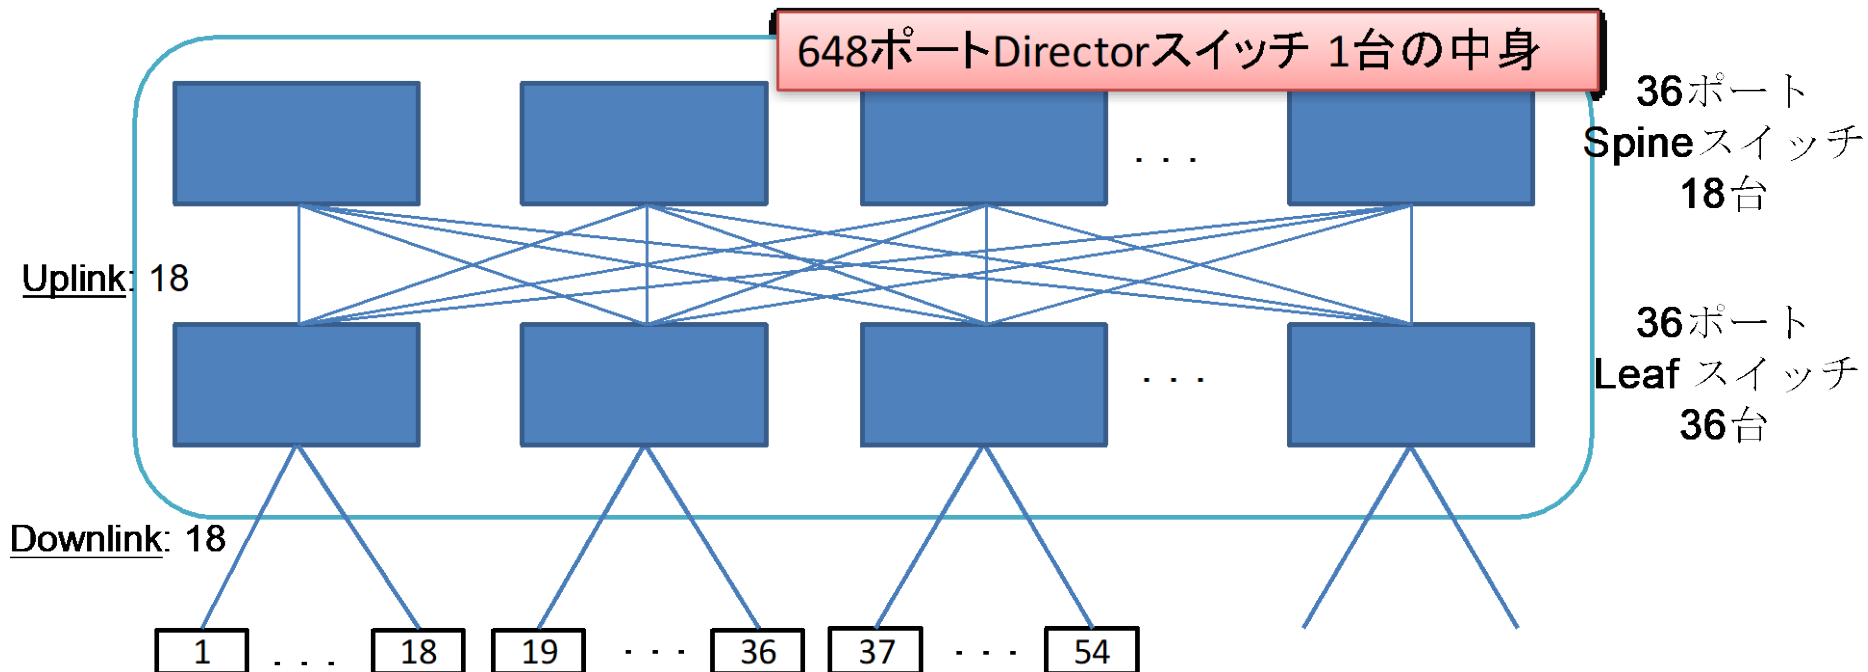 648ポートDirectorスイッチ 1台の中身
36ポート
Spineスイッチ
18台
. . .
Uplink: 18
36ポート
Leaf スイッチ
36台
. . .
Downlink: 18
1 . . . 18 19 . . . 36 37 . . . 54